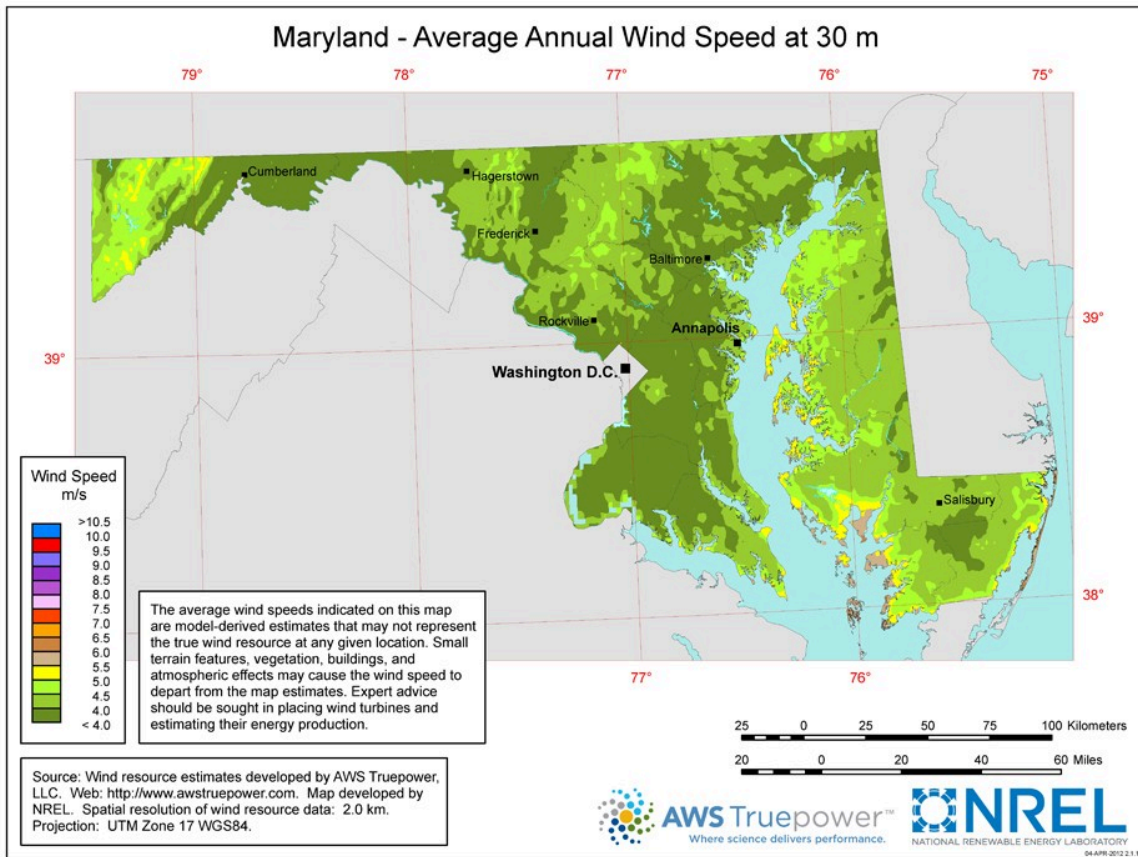 Maryland - Average Annual Wind Speed at 30 m
79°
78°
77°
76°
75°
Cumberland
Hagerstown
Frederick
Baltimore
Rockville
Annapolis
39°
39°
Washington D.C.
Salisbury
38°
77°
76°
Wind Speed
m/s
>10.5
10.0
9.5
9.0
8.5
8.0
7.5
7.0
6.5
6.0
5.5
5.0
4.5
< 4.0
The average wind speeds indicated on this map
are model-derived estimates that may not represent
the true wind resource at any given location. Small
terrain features, vegetation, buildings, and
atmospheric effects may cause the wind speed to
depart from the map estimates. Expert advice
should be sought in placing wind turbines and
estimating their energy production.
25 0 25 50 75 100 Kilometers
20 0 20 40 60 Miles
Source: Wind resource estimates developed by AWS Truepower,
LLC. Web: http://www.awstruepower.com. Map developed by
NREL. Spatial resolution of wind resource data: 2.0 km.
Projection: UTM Zone 17 WGS84.
AWS Truepower™
Where science delivers performance.
NREL
NATIONAL RENEWABLE ENERGY LABORATORY
04-APR-2012 2.1.1